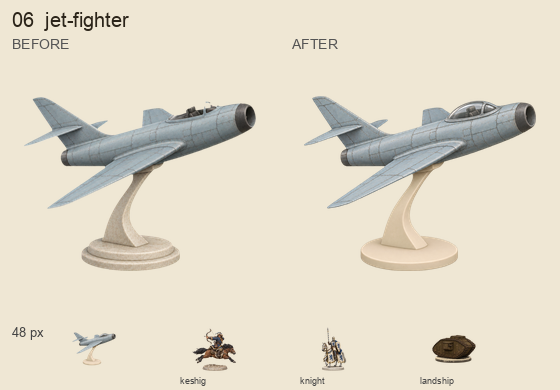 06 jet-fighter
BEFORE
AFTER
48 px
keshig
knight
landship